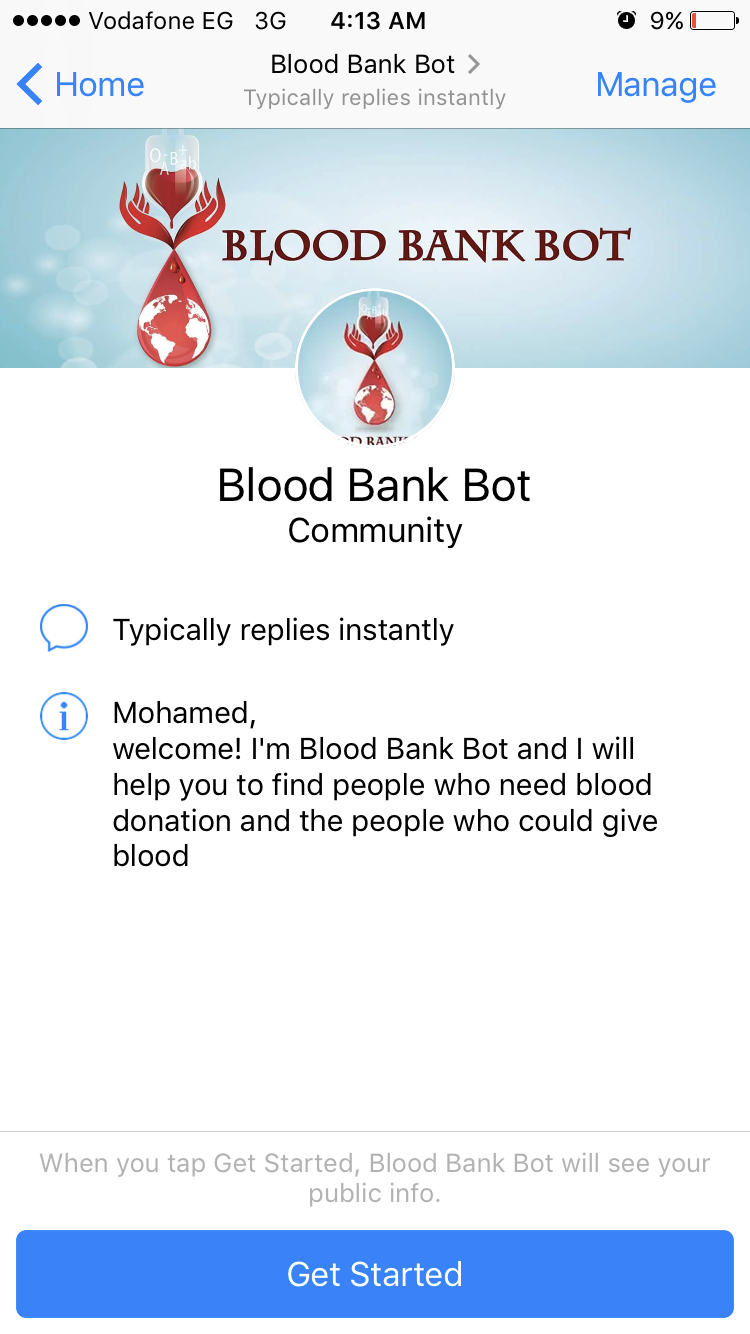 Vodafone EG 3G 4:13 AM 9%
Home
Blood Bank Bot
Manage
Typically replies instantly
O-B+
A ab
BLOOD BANK BOT
OD BANK
Blood Bank Bot
Community
Typically replies instantly
Mohamed,
welcome! I'm Blood Bank Bot and I will
help you to find people who need blood
donation and the people who could give
blood
When you tap Get Started, Blood Bank Bot will see your
public info.
Get Started